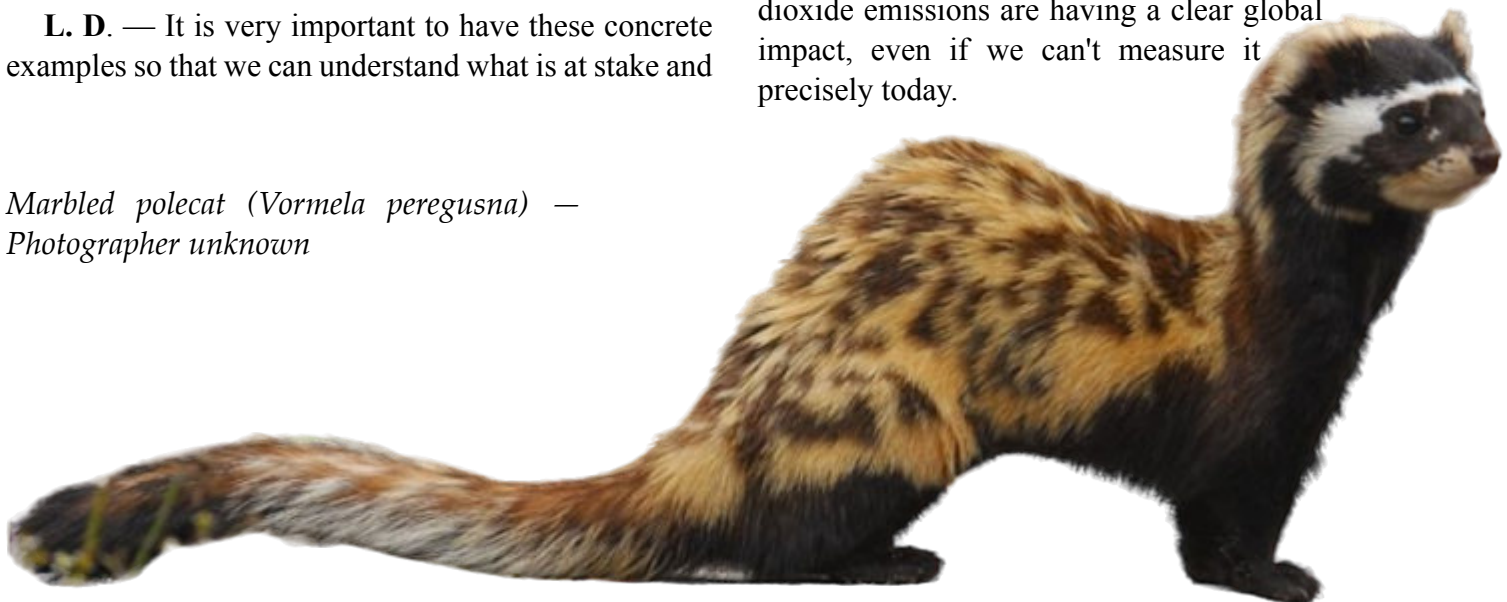 L. D. — It is very important to have these concrete
examples so that we can understand what is at stake and
Marbled polecat (Vormela peregusna) —
Photographer unknown
dioxide emissions are having a clear global
impact, even if we can't measure it
precisely today.